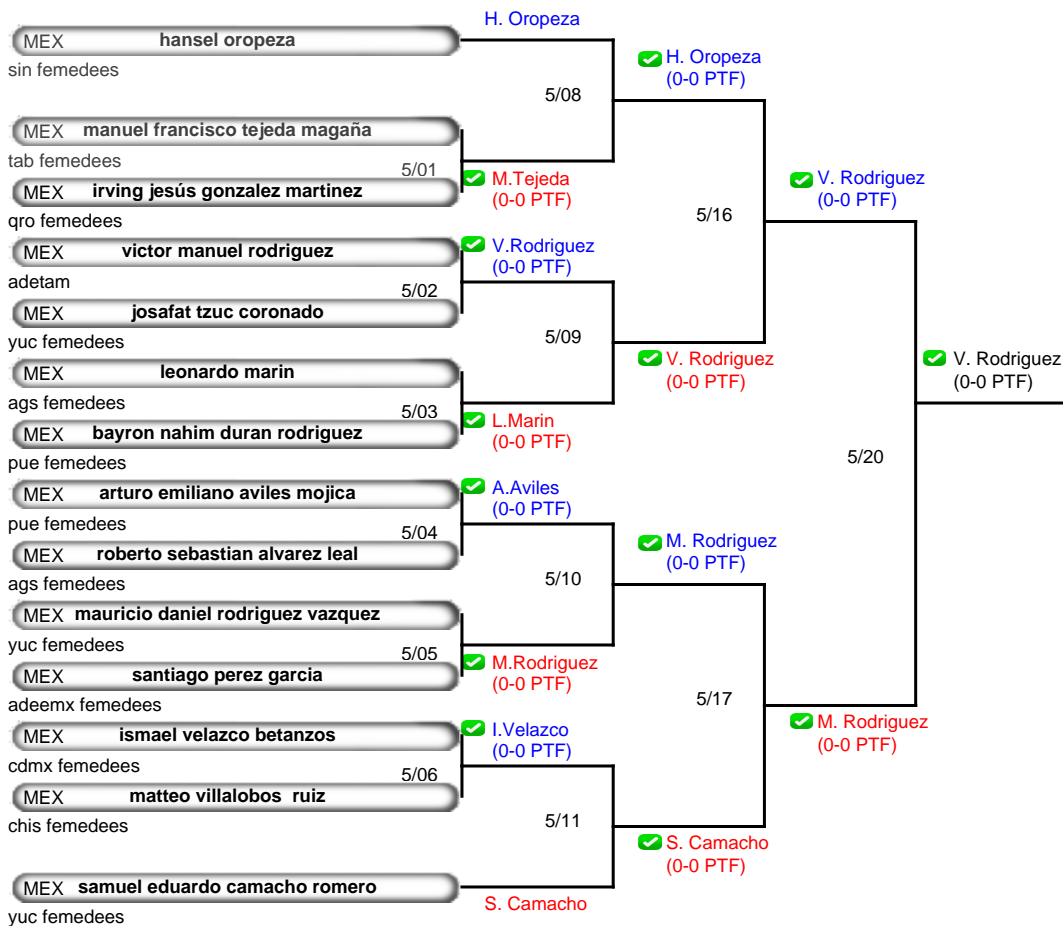 H. Oropeza
MEX hansel oropeza
sin femedees
H. Oropeza
(0-0 PTF)
5/08
MEX manuel francisco tejeda magaña
tab femedees
5/01
M.Tejeda
(0-0 PTF)
V. Rodriguez
(0-0 PTF)
MEX irving jesús gonzalez martinez
qro femedees
5/16
MEX victor manuel rodriguez
adetam
V.Rodriguez
(0-0 PTF)
5/02
MEX josafat tzuc coronado
yuc femedees
5/09
V. Rodriguez
(0-0 PTF)
V. Rodriguez
(0-0 PTF)
MEX leonardo marin
ags femedees
5/03
L.Marin
(0-0 PTF)
MEX bayron nahim duran rodriguez
pue femedees
5/20
MEX arturo emiliano aviles mojica
pue femedees
A.Aviles
(0-0 PTF)
5/04
MEX roberto sebastian alvarez leal
ags femedees
M. Rodriguez
(0-0 PTF)
5/10
MEX mauricio daniel rodriguez vazquez
yuc femedees
5/05
M.Rodriguez
(0-0 PTF)
MEX santiago perez garcia
adeemx femedees
5/17
M. Rodriguez
(0-0 PTF)
MEX ismael velazco betanzos
cdmx femedees
I.Velazco
(0-0 PTF)
5/06
MEX matteo villalobos ruiz
chis femedees
5/11
S. Camacho
(0-0 PTF)
MEX samuel eduardo camacho romero
yuc femedees
S. Camacho